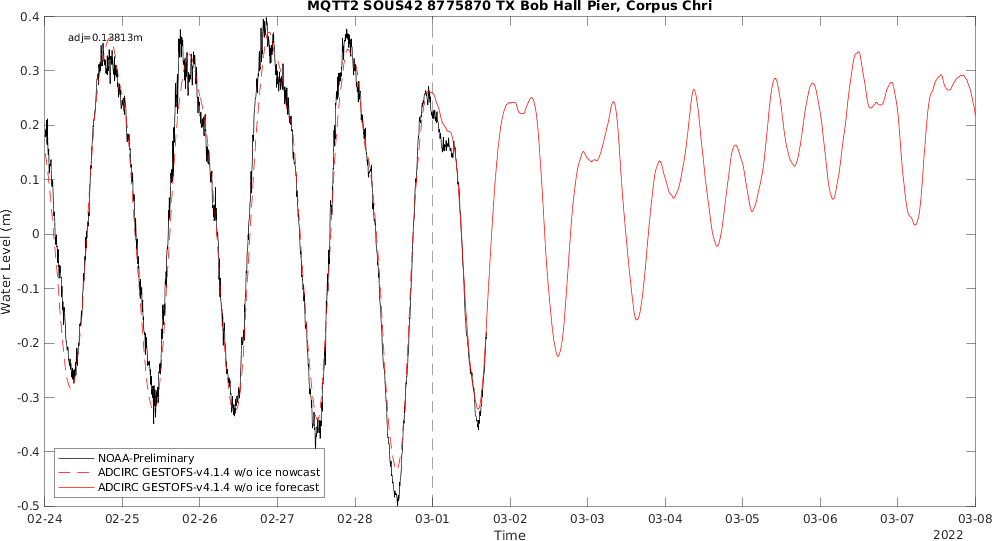 MQTT2 SOUS42 8775870 TX Bob Hall Pier, Corpus Chri
adj=0.13813m
0.4
0.3
0.2
0.1
0
-0.1
-0.2
-0.3
-0.4
-0.5
Water Level (m)
NOAA-Preliminary
ADCIRC GESTOFS-v4.1.4 w/o ice nowcast
ADCIRC GESTOFS-v4.1.4 w/o ice forecast
02-24 02-25 02-26 02-27 02-28 03-01 03-02 03-03 03-04 03-05 03-06 03-07 03-08
Time
2022